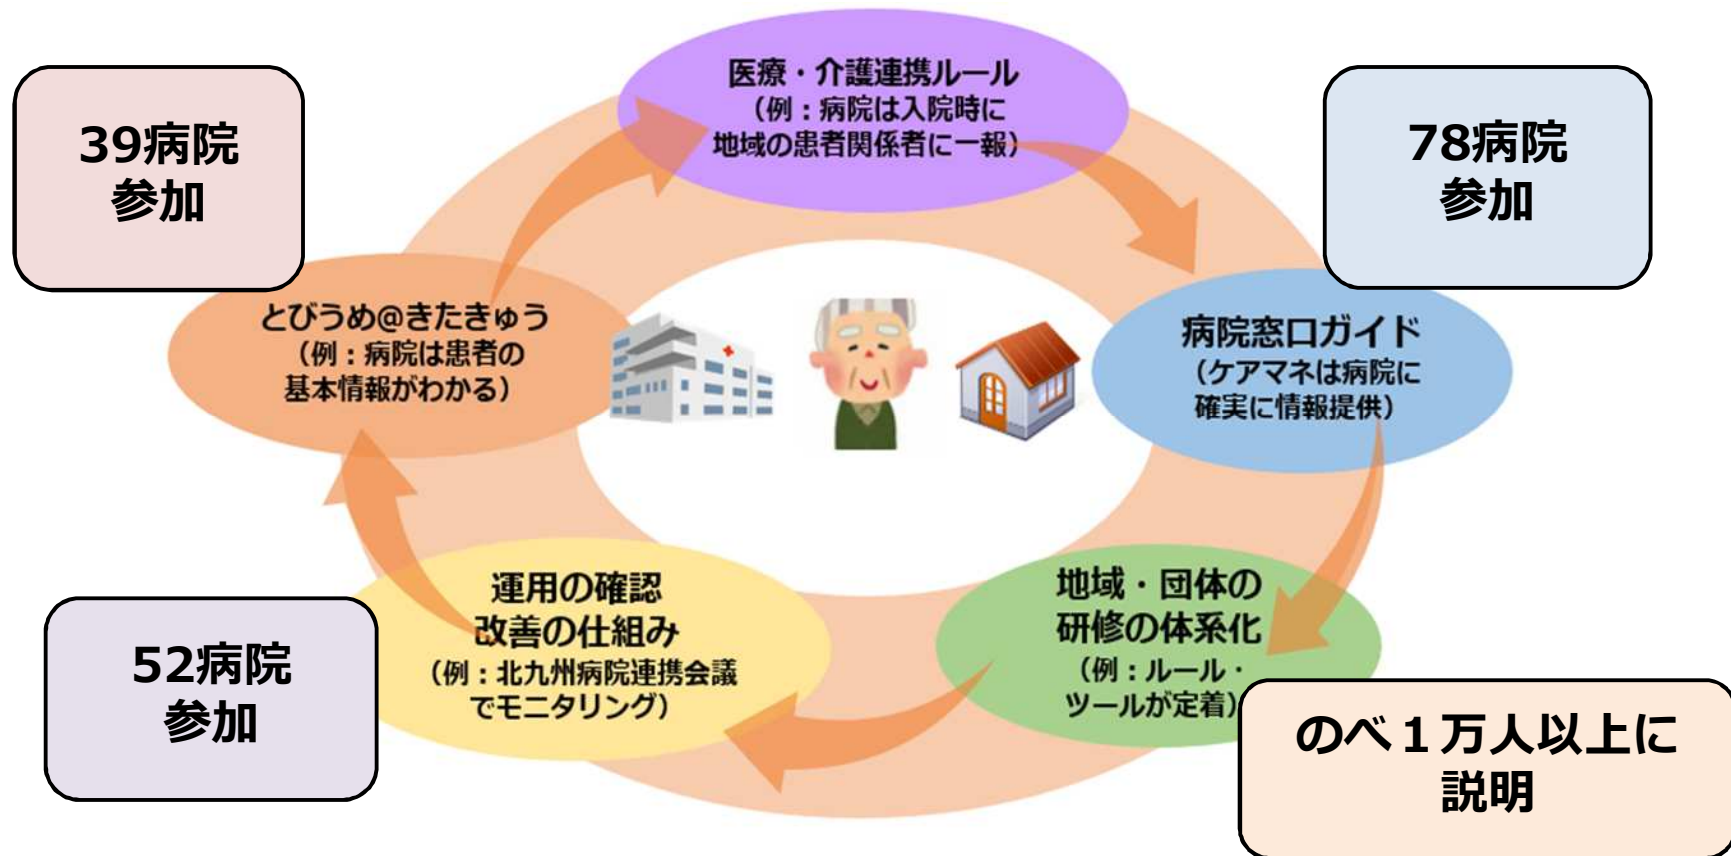 医療・介護連携ルール
（例：病院は入院時に
地域の患者関係者に一報）
39病院
参加
78病院
参加
とびうめ@きたきゅう
（例：病院は患者の
基本情報がわかる）
病院窓口ガイド
（ケアマネは病院に
確実に情報提供）
運用の確認
改善の仕組み
（例：北九州病院連携会議
でモニタリング）
地域・団体の
研修の体系化
（例：ルール・
ツールが定着）
52病院
参加
のべ１万人以上に
説明